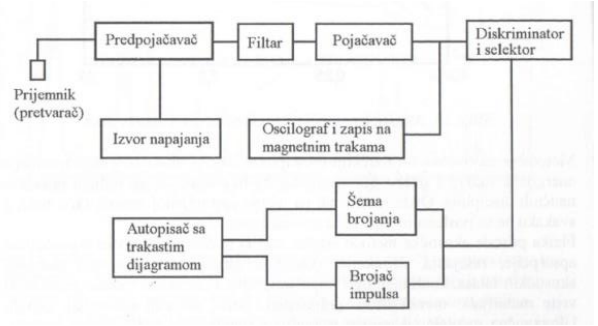 Predpojačavač
Filtar
Pojačavač
Diskriminator
i selektor
Prijemnik
(pretvarač)
Izvor napajanja
Oscilograf i zapis na
magnetnim trakama
Autopisač sa
trakastim
dijagramom
Šema
brojanja
Brojač
impulsa